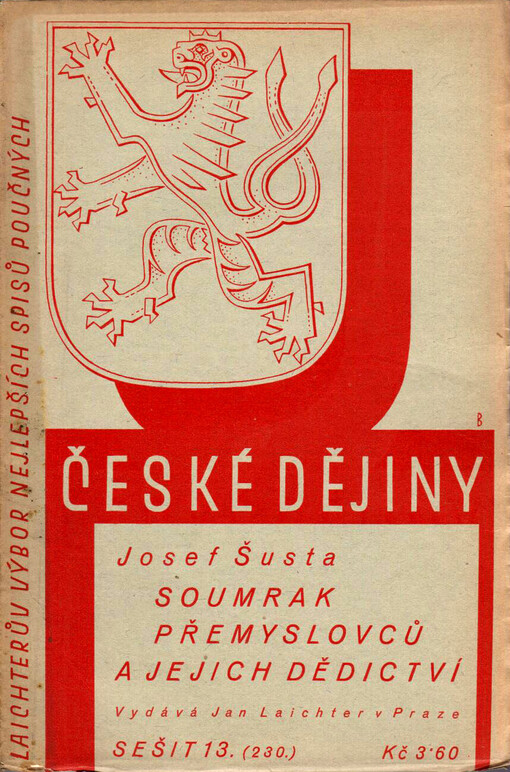 LAICHTERŮV VÝBOR NEJLEPŠÍCH SPISŮ POUČNÝCH
B
ČESKÉ DĚJINY
Josef Šusta
SOUMRAK
PŘEMYSLOVCŮ
A JEJICH DĚDICTVÍ
Vydává Jan Laichter v Praze
SEŠIT 13. (230.) Kč 3·60